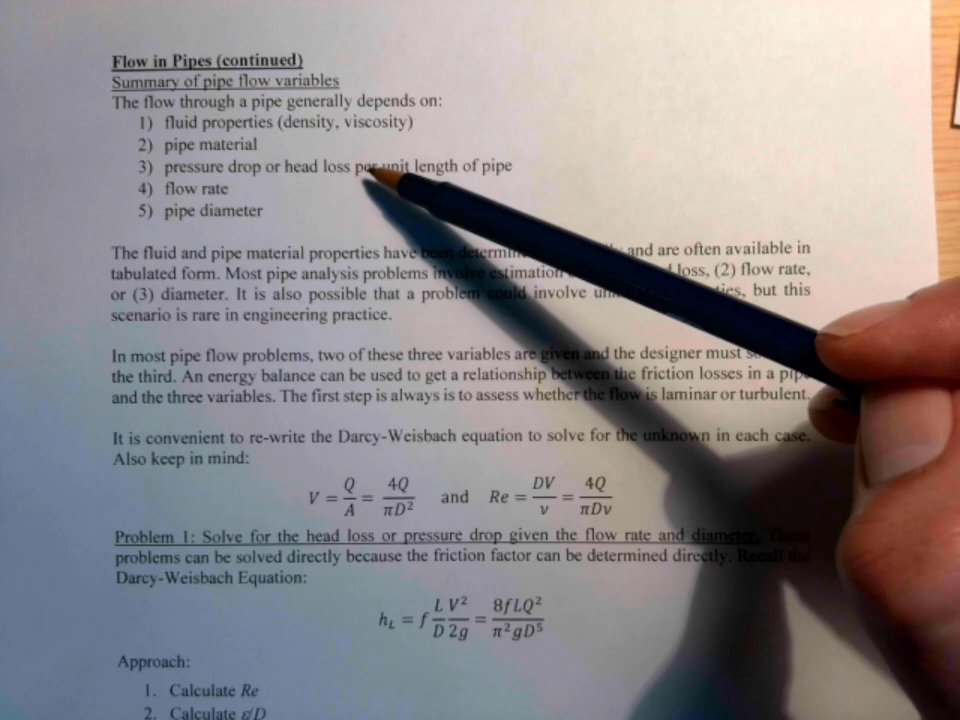 Flow in Pipes (continued)
Summary of pipe flow variables
The flow through a pipe generally depends on:
1) fluid properties (density, viscosity)
2) pipe material
3) pressure drop or head loss per unit length of pipe
4) flow rate
5) pipe diameter
The fluid and pipe material properties have been and are often available in
tabulated form. Most pipe analysis problems involve estimation loss, (2) flow rate,
or (3) diameter. It is also possible that a problem could involve but this
scenario is rare in engineering practice.
In most pipe flow problems, two of these three variables are given and the designer must
the third. An energy balance can be used to get a relationship between the friction losses in a pipe
and the three variables. The first step is always is to assess whether the flow is laminar or turbulent.
It is convenient to re-write the Darcy-Weisbach equation to solve for the unknown in each case.
Also keep in mind:
V = Q/A = 4Q/πD² and Re = DV/ν = 4Q/πDν
Problem 1: Solve for the head loss or pressure drop given the flow rate and diameter. These
problems can be solved directly because the friction factor can be determined directly. Recall the
Darcy-Weisbach Equation:
h_L = f L/D V²/2g = 8fLQ²/π²gD⁵
Approach:
1. Calculate Re
2. Calculate ε/D